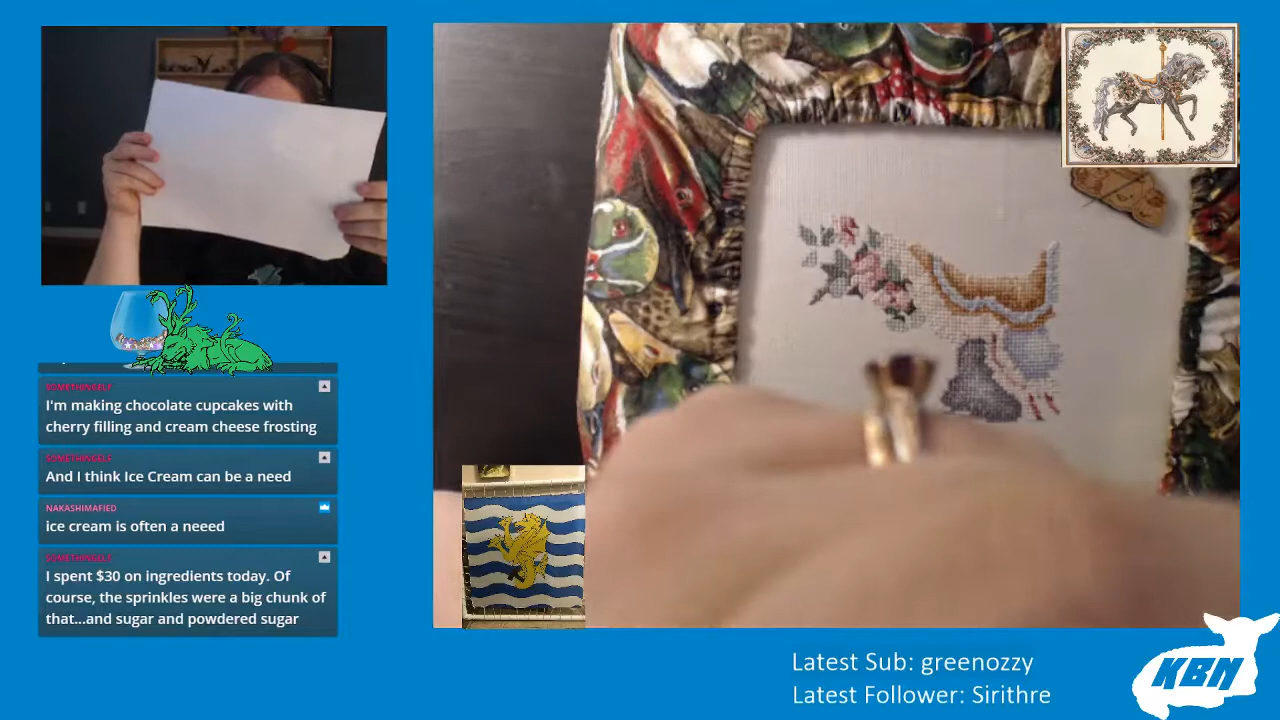 SOMETHINGELF
I'm making chocolate cupcakes with
cherry filling and cream cheese frosting
SOMETHINGELF
And I think Ice Cream can be a need
NAKASHIMAFIED
ice cream is often a neeed
SOMETHINGELF
I spent $30 on ingredients today. Of
course, the sprinkles were a big chunk of
that...and sugar and powdered sugar
Latest Sub: greenozzy
Latest Follower: Sirithre
KBN